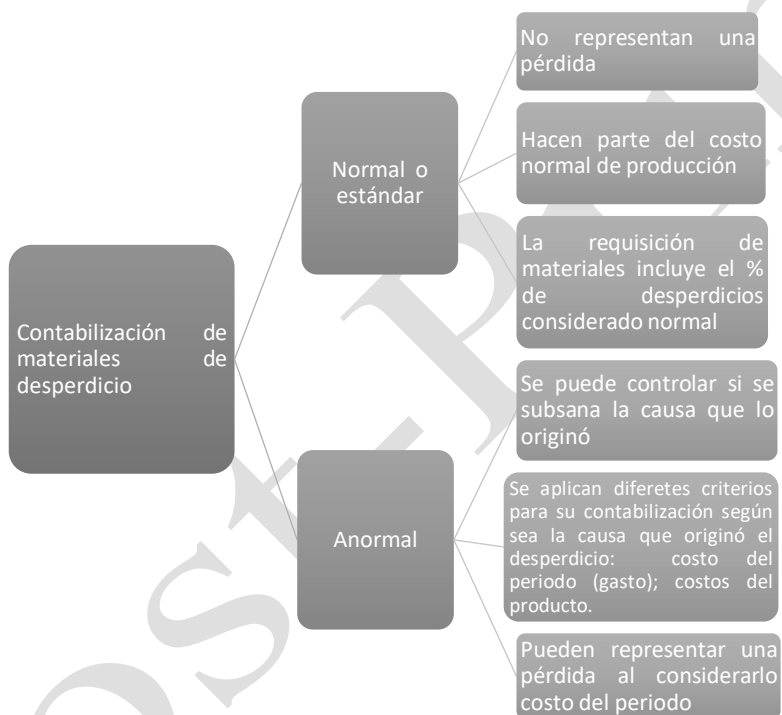 Contabilización de
materiales de
desperdicio
Normal o
estándar
No representan una
pérdida
Hacen parte del costo
normal de producción
La requisición de
materiales incluye el %
de desperdicios
considerado normal
Anormal
Se puede controlar si se
subsana la causa que lo
originó
Se aplican diferetes criterios
para su contabilización según
sea la causa que originó el
desperdicio: costo del
periodo (gasto); costos del
producto.
Pueden representar una
pérdida al considerarlo
costo del periodo